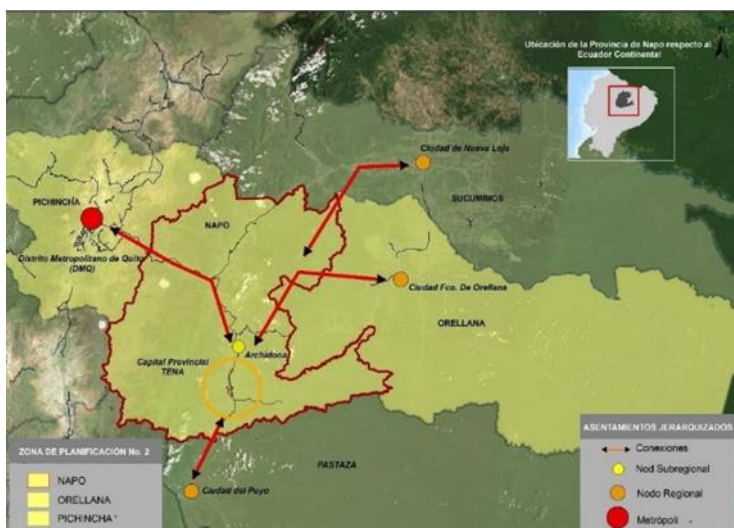 Ubicación de la Provincia de Napo respecto al
Ecuador Continental
N
Ciudad de Nueva Loja
SUCUMBIOS
PICHINCHA
NAPO
Distrito Metropolitano de Quito
(DMQ)
Ciudad Fco. De Orellana
ORELLANA
Capital Provincial
TENA
Archidona
PASTAZA
Ciudad del Puyo
ZONA DE PLANIFICACIÓN No. 2
NAPO
ORELLANA
PICHINCHA
ASENTAMIENTOS JERARQUIZADOS
Conexiones
Nod Subregional
Nodo Regional
Metrópoli